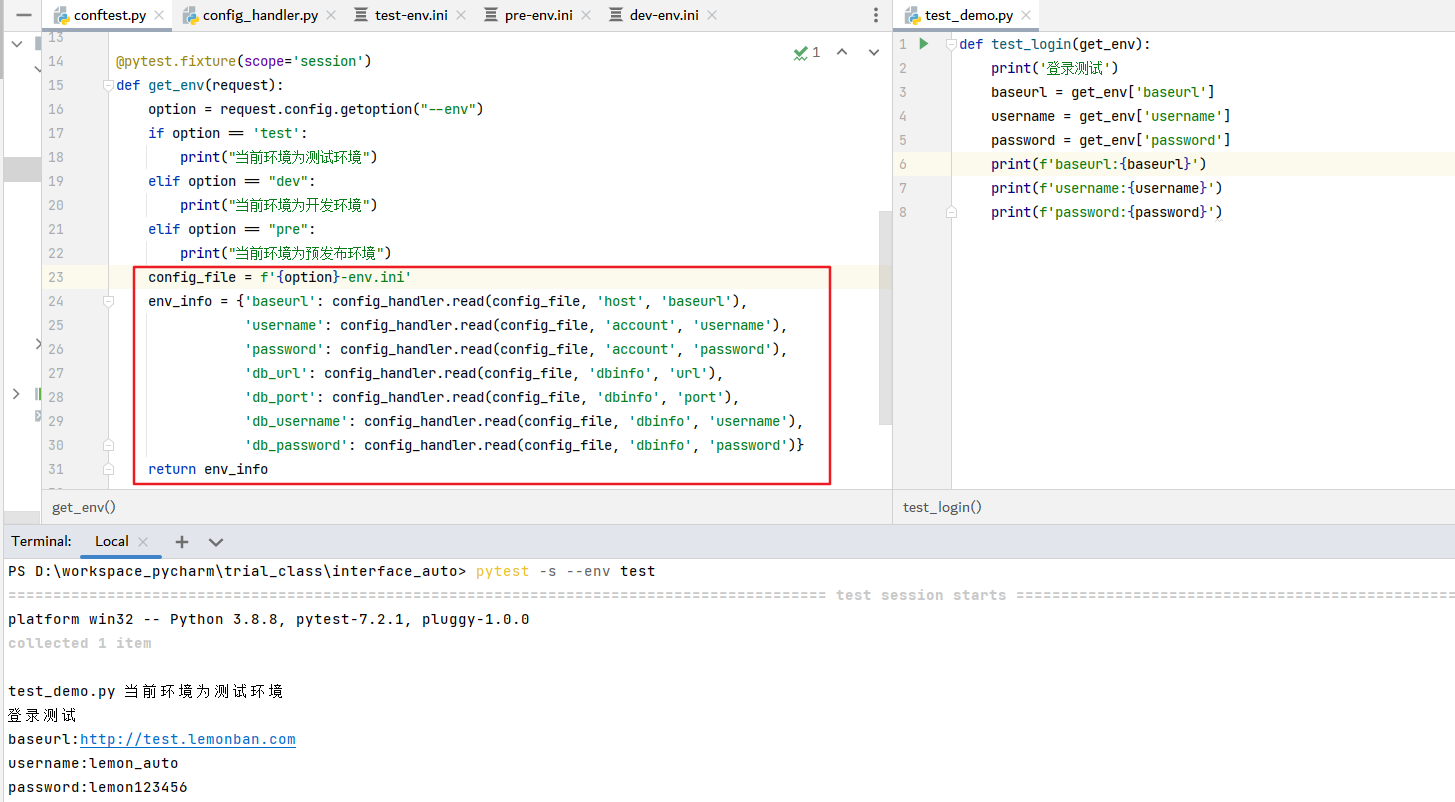 conftest.py
config_handler.py
test-env.ini
pre-env.ini
dev-env.ini
test_demo.py
13
14 @pytest.fixture(scope='session')
15 def get_env(request):
16 option = request.config.getoption("--env")
17 if option == 'test':
18 print("当前环境为测试环境")
19 elif option == "dev":
20 print("当前环境为开发环境")
21 elif option == "pre":
22 print("当前环境为预发布环境")
23 config_file = f'{option}-env.ini'
24 env_info = {'baseurl': config_handler.read(config_file, 'host', 'baseurl'),
25 'username': config_handler.read(config_file, 'account', 'username'),
26 'password': config_handler.read(config_file, 'account', 'password'),
27 'db_url': config_handler.read(config_file, 'dbinfo', 'url'),
28 'db_port': config_handler.read(config_file, 'dbinfo', 'port'),
29 'db_username': config_handler.read(config_file, 'dbinfo', 'username'),
30 'db_password': config_handler.read(config_file, 'dbinfo', 'password')}
31 return env_info
1
get_env()
1 def test_login(get_env):
2 print('登录测试')
3 baseurl = get_env['baseurl']
4 username = get_env['username']
5 password = get_env['password']
6 print(f'baseurl:{baseurl}')
7 print(f'username:{username}')
8 print(f'password:{password}')
test_login()
Terminal: Local
PS D:\workspace_pycharm\trial_class\interface_auto> pytest -s --env test
test session starts
platform win32 -- Python 3.8.8, pytest-7.2.1, pluggy-1.0.0
collected 1 item
test_demo.py 当前环境为测试环境
登录测试
baseurl:http://test.lemonban.com
username:lemon_auto
password:lemon123456